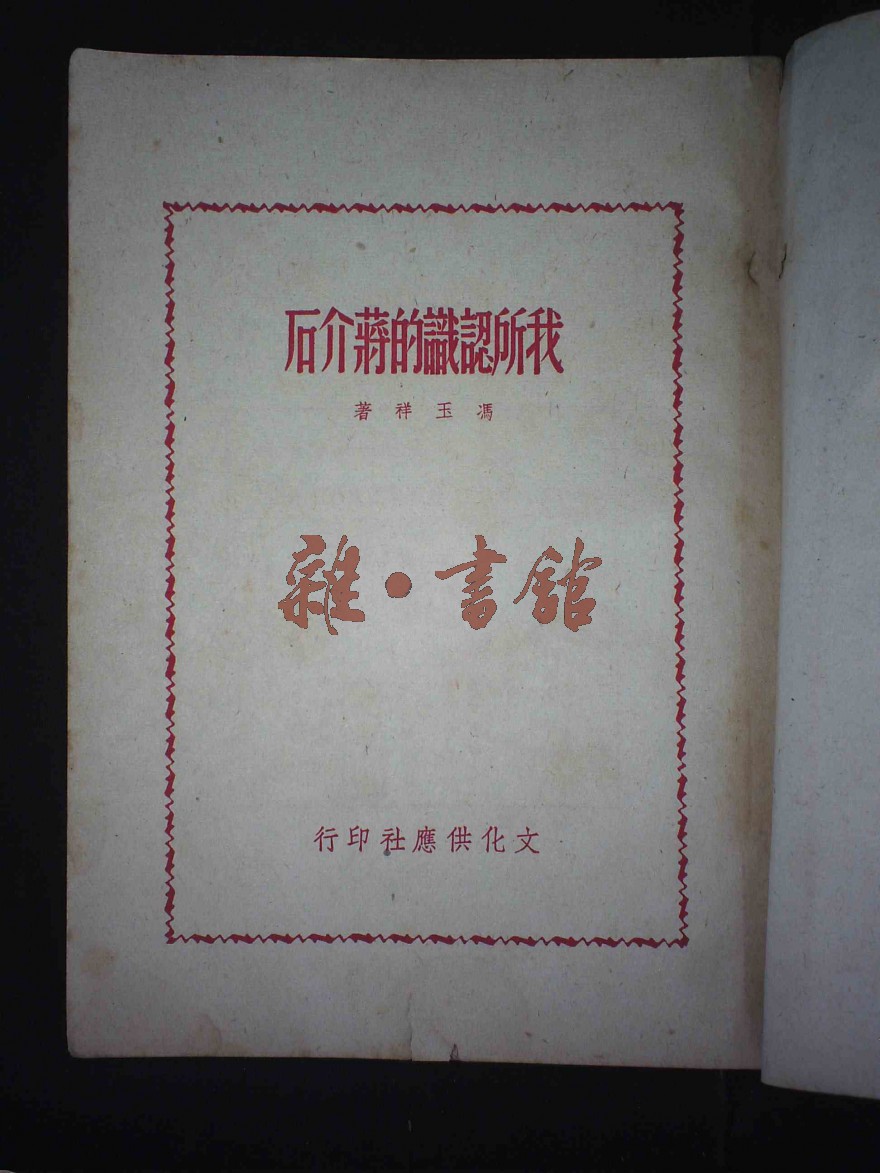 我所認識的蔣介石
馮玉祥著
雜·書館
文化供應社印行